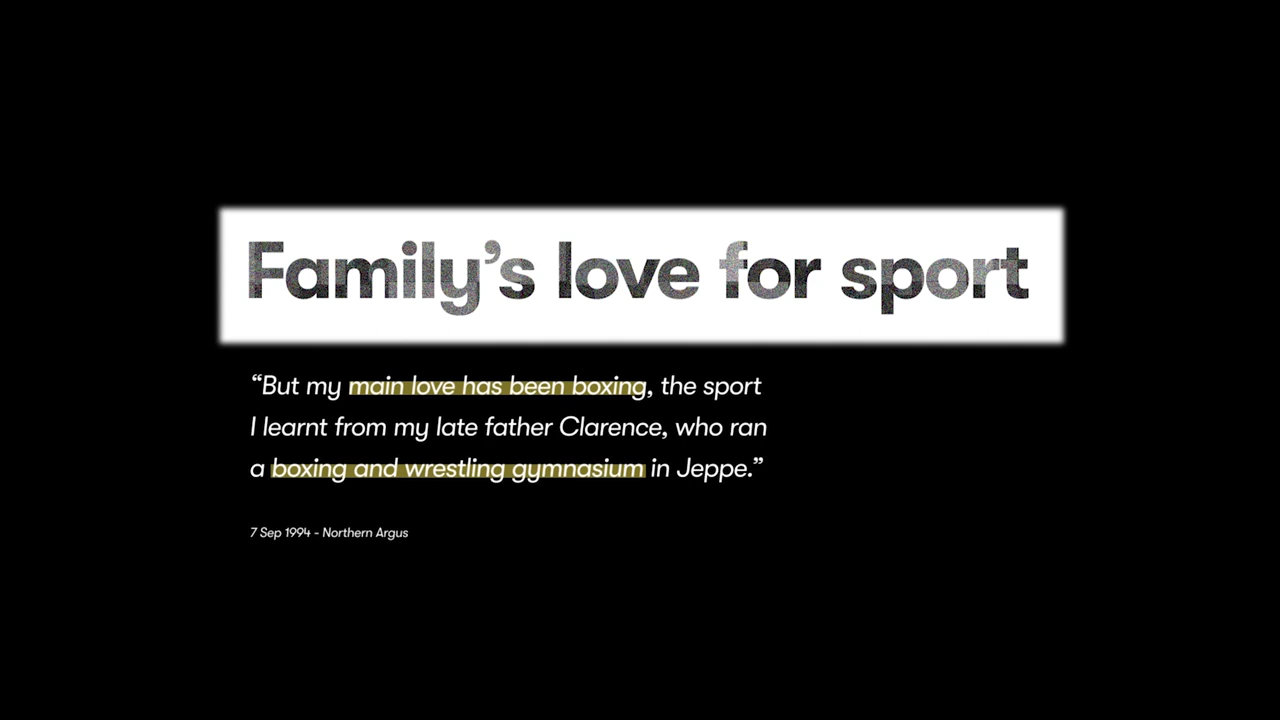 Family’s love for sport
“But my main love has been boxing, the sport
I learnt from my late father Clarence, who ran
a boxing and wrestling gymnasium in Jeppe.”
7 Sep 1994 - Northern Argus